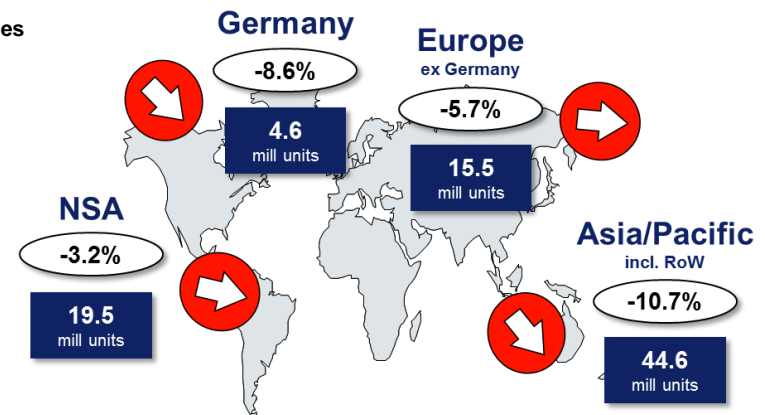 es
Germany
-8.6%
4.6
mill units
Europe
ex Germany
-5.7%
15.5
mill units
NSA
-3.2%
19.5
mill units
Asia/Pacific
incl. RoW
-10.7%
44.6
mill units